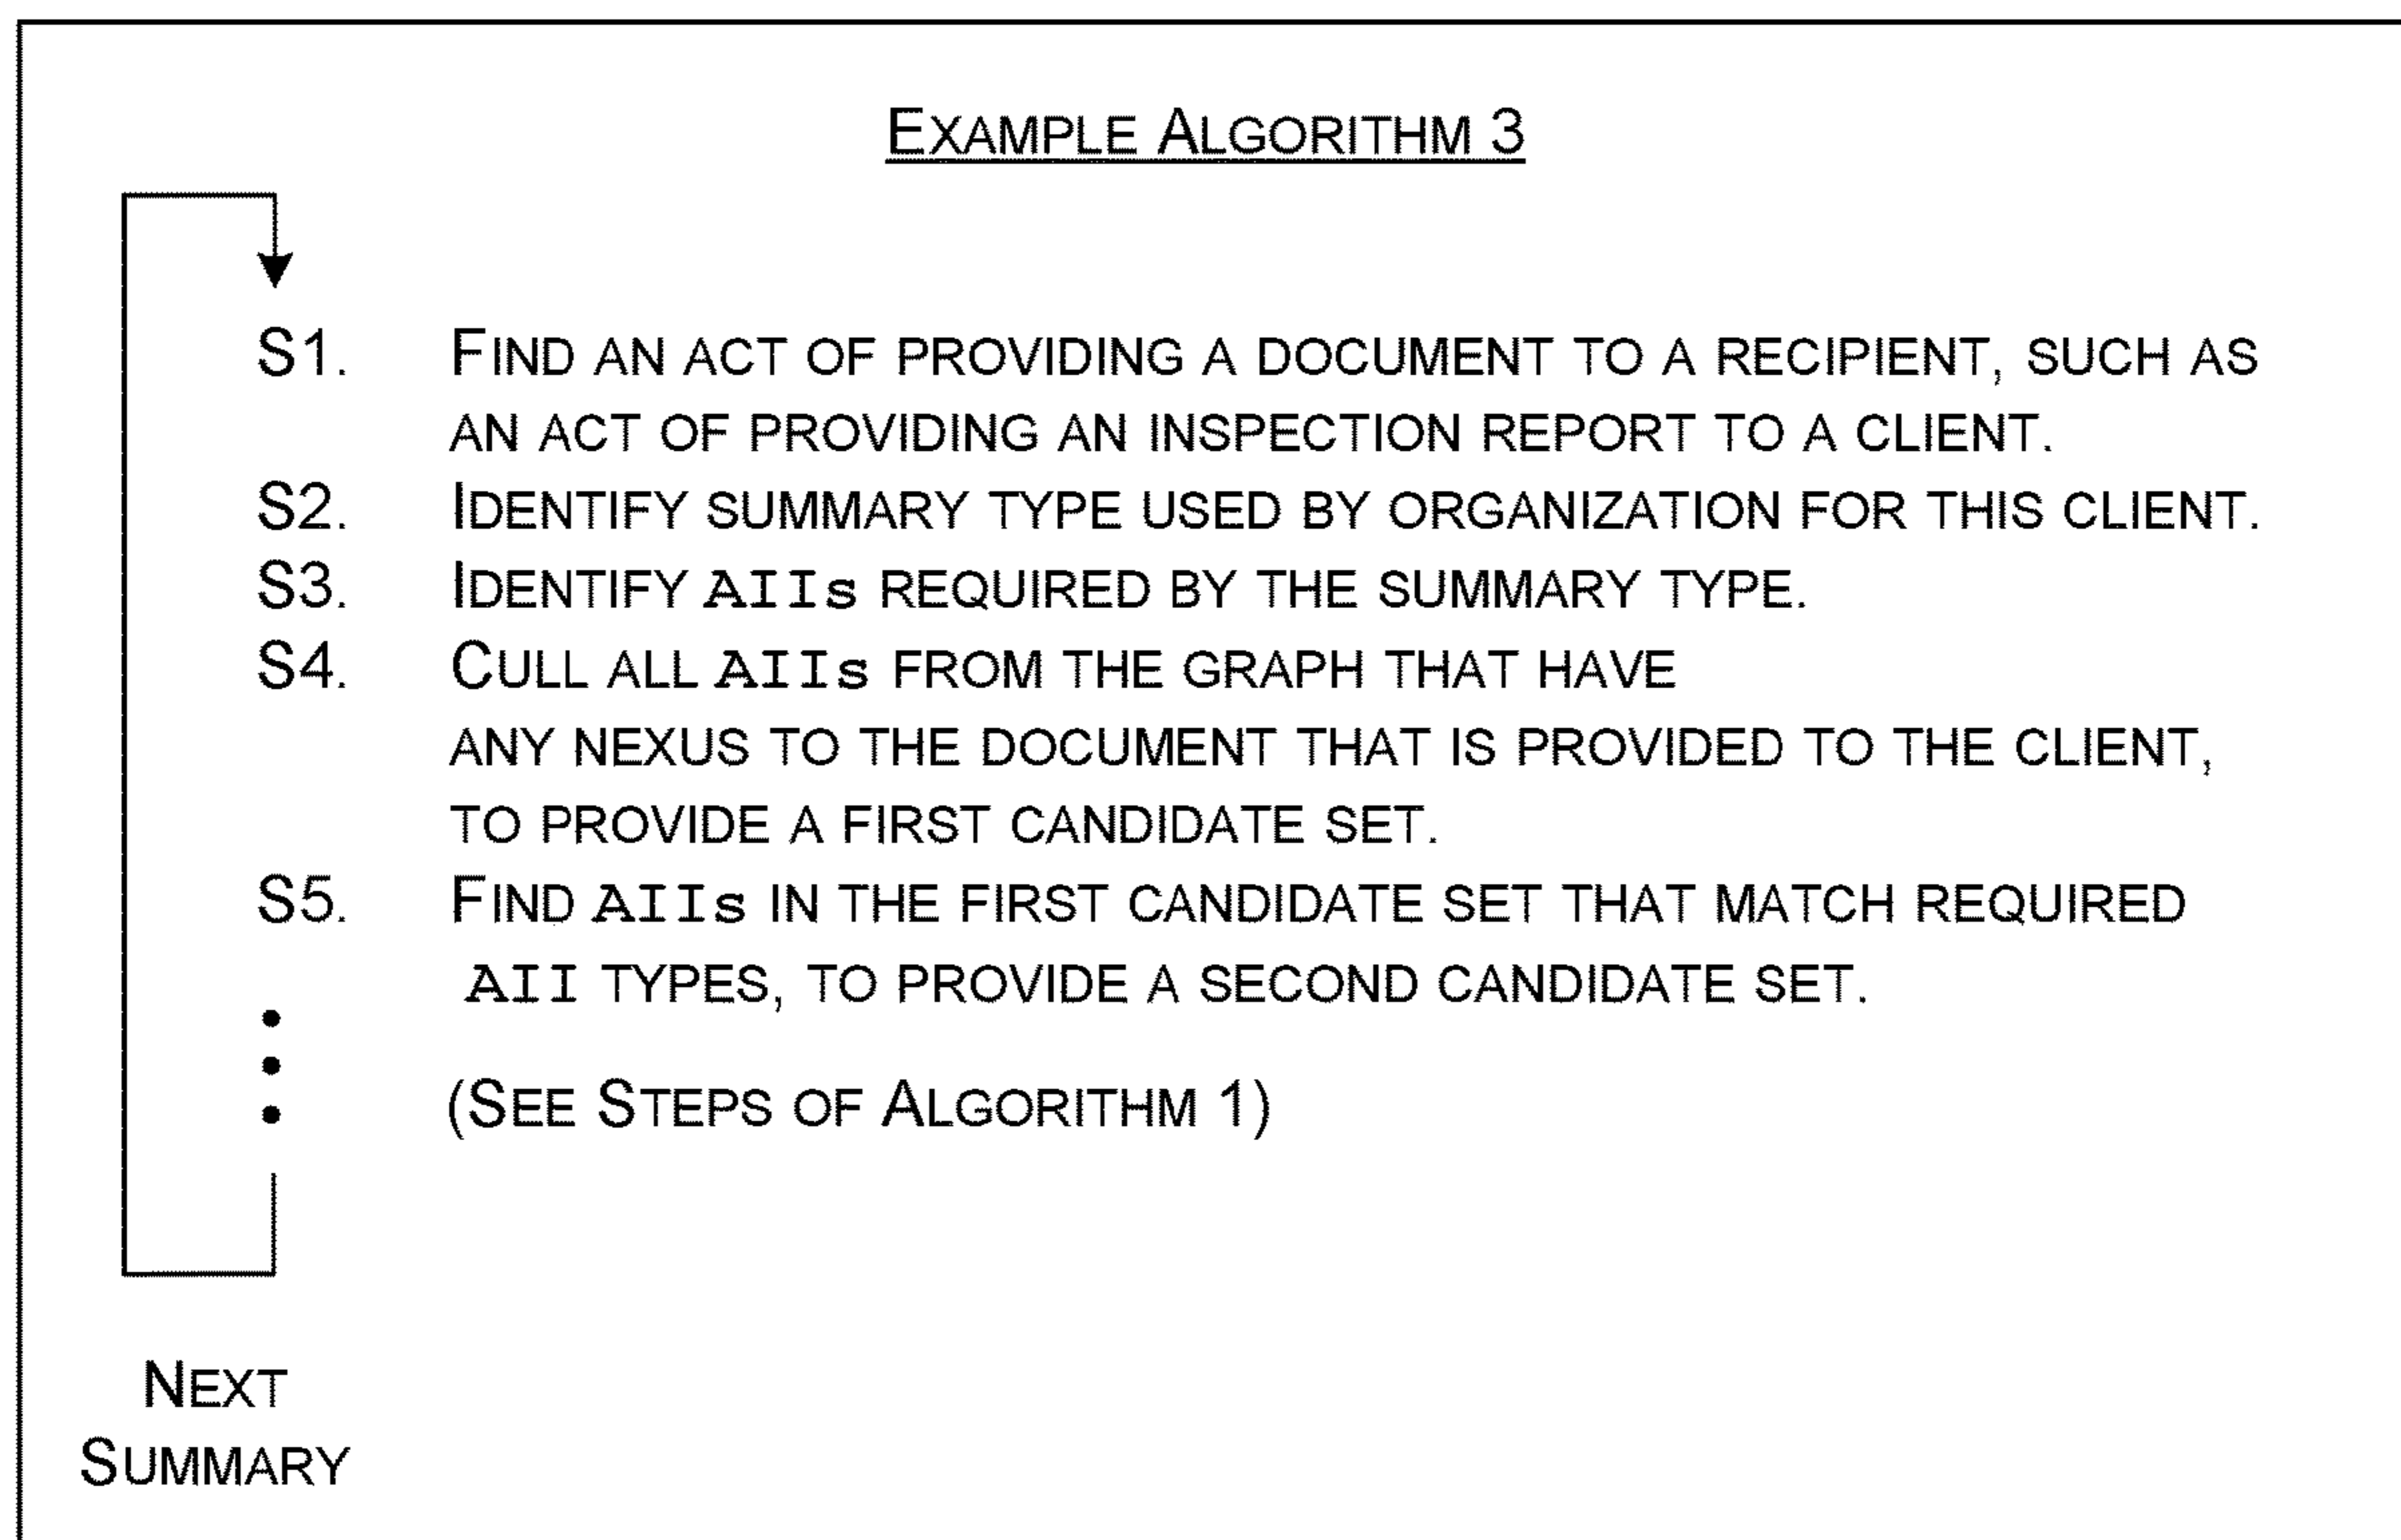 EXAMPLE ALGORITHM 3
S1. FIND AN ACT OF PROVIDING A DOCUMENT TO A RECIPIENT, SUCH AS
AN ACT OF PROVIDING AN INSPECTION REPORT TO A CLIENT.
S2. IDENTIFY SUMMARY TYPE USED BY ORGANIZATION FOR THIS CLIENT.
S3. IDENTIFY AIIs REQUIRED BY THE SUMMARY TYPE.
S4. CULL ALL AIIs FROM THE GRAPH THAT HAVE
ANY NEXUS TO THE DOCUMENT THAT IS PROVIDED TO THE CLIENT,
TO PROVIDE A FIRST CANDIDATE SET.
S5. FIND AIIs IN THE FIRST CANDIDATE SET THAT MATCH REQUIRED
AII TYPES, TO PROVIDE A SECOND CANDIDATE SET.
(SEE STEPS OF ALGORITHM 1)
NEXT
SUMMARY